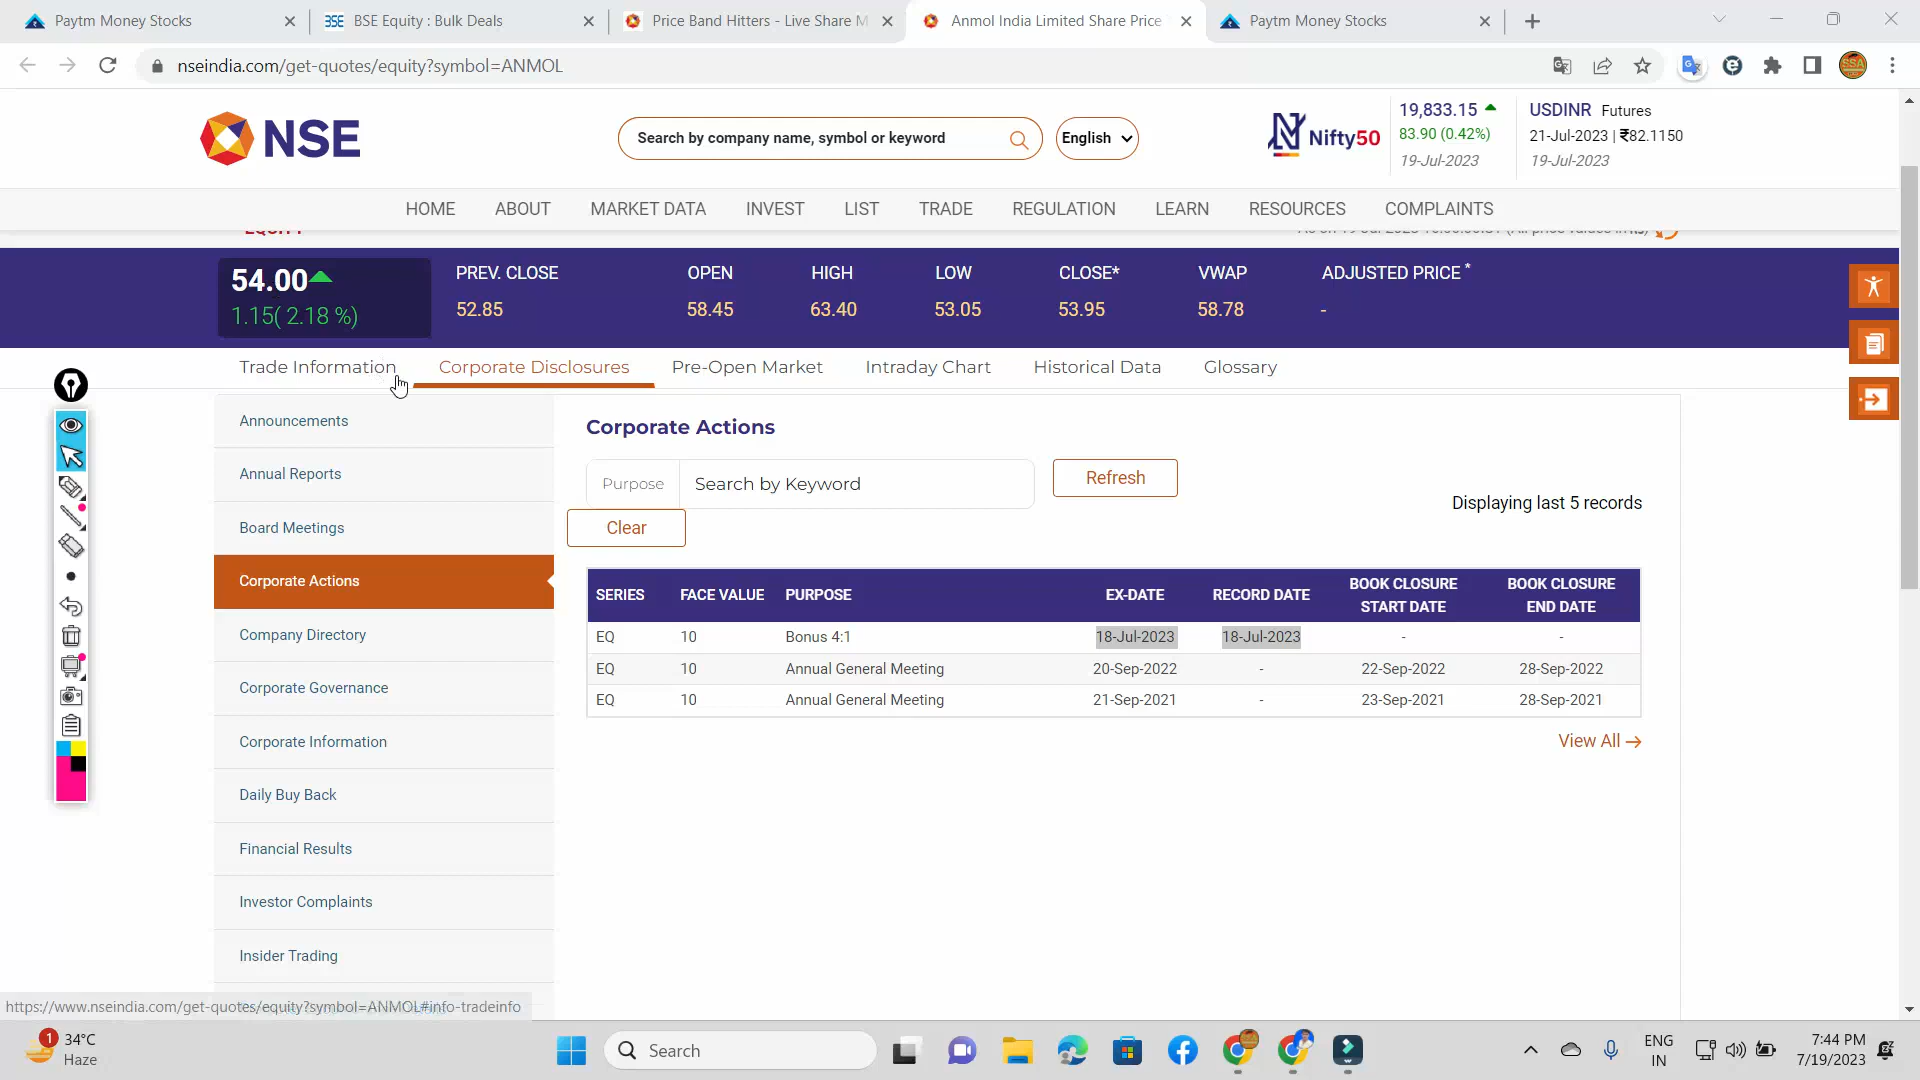 Paytm Money Stocks
BSE Equity : Bulk Deals
Price Band Hitters - Live Share M
Anmol India Limited Share Price
Paytm Money Stocks
nseindia.com/get-quotes/equity?symbol=ANMOL
NSE
Search by company name, symbol or keyword
English
Nifty50
19,833.15
83.90 (0.42%)
19-Jul-2023
USDINR Futures
21-Jul-2023 | ₹82.1150
19-Jul-2023
HOME ABOUT MARKET DATA INVEST LIST TRADE REGULATION LEARN RESOURCES COMPLAINTS
54.00
1.15( 2.18 %)
PREV. CLOSE OPEN HIGH LOW CLOSE* VWAP ADJUSTED PRICE *
52.85 58.45 63.40 53.05 53.95 58.78 -
Trade Information Corporate Disclosures Pre-Open Market Intraday Chart Historical Data Glossary
Announcements
Annual Reports
Board Meetings
Corporate Actions
Company Directory
Corporate Governance
Corporate Information
Daily Buy Back
Financial Results
Investor Complaints
Insider Trading
Corporate Actions
Purpose Search by Keyword
Refresh
Clear
Displaying last 5 records
SERIES FACE VALUE PURPOSE EX-DATE RECORD DATE BOOK CLOSURE START DATE BOOK CLOSURE END DATE
EQ 10 Bonus 4:1 18-Jul-2023 18-Jul-2023 - -
EQ 10 Annual General Meeting 20-Sep-2022 - 22-Sep-2022 28-Sep-2022
EQ 10 Annual General Meeting 21-Sep-2021 - 23-Sep-2021 28-Sep-2021
View All
https://www.nseindia.com/get-quotes/equity?symbol=ANMOL#info-tradeinfo
1
34°C
Haze
Search
ENG
IN
7:44 PM
7/19/2023